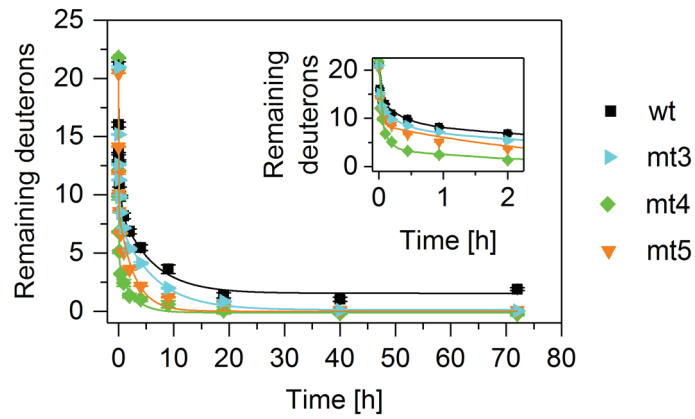 25
20
15
10
5
0
Remaining deuterons
0 10 20 30 40 50 60 70 80
Time [h]
Remaining
deuterons
20
10
0
0 1 2
Time [h]
wt
mt3
mt4
mt5